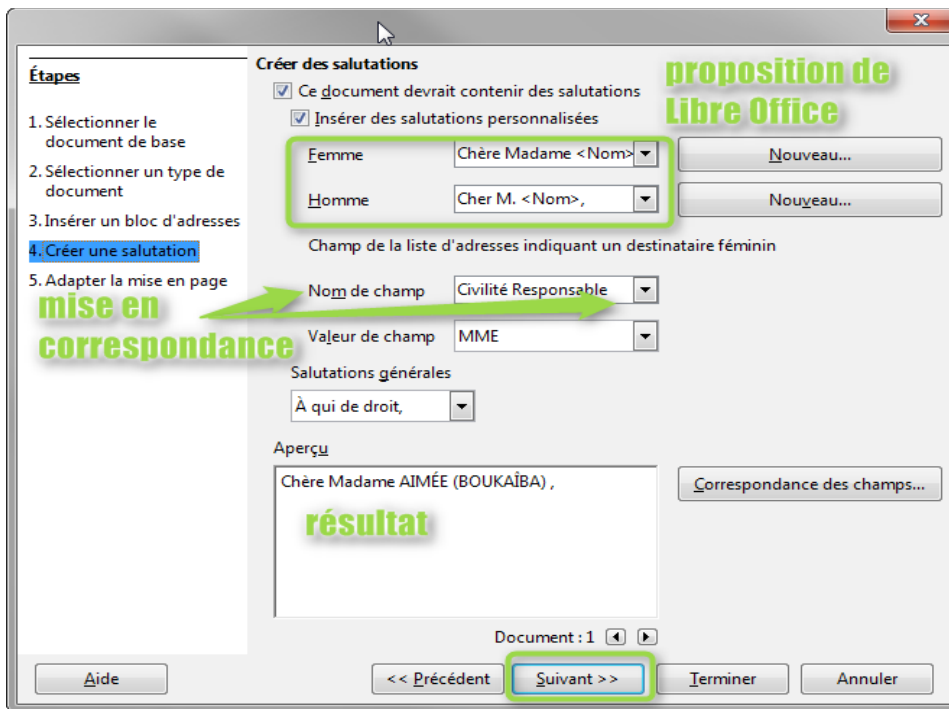 Étapes
1. Sélectionner le
document de base
2. Sélectionner un type de
document
3. Insérer un bloc d'adresses
4. Créer une salutation
5. Adapter la mise en page
mise en
correspondance
Créer des salutations
Ce document devrait contenir des salutations
Insérer des salutations personnalisées
proposition de
Libre Office
Femme Chère Madame <Nom> Nouveau...
Homme Cher M. <Nom>, Nouveau...
Champ de la liste d'adresses indiquant un destinataire féminin
Nom de champ Civilité Responsable
Valeur de champ MME
Salutations générales
À qui de droit,
Aperçu
Chère Madame AIMÉE (BOUKAÎBA) ,
résultat
Correspondance des champs...
Document : 1
Aide << Précédent Suivant >> Terminer Annuler